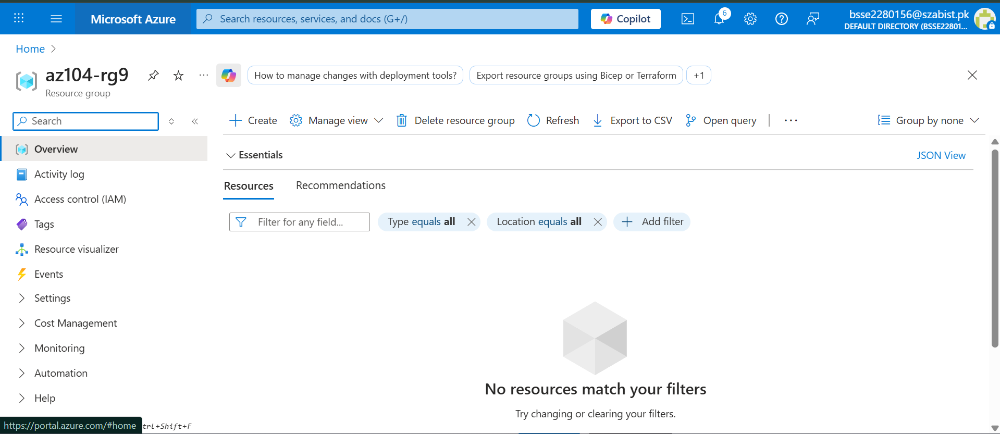 Microsoft Azure
Search resources, services, and docs (G+/)
Copilot
6
bsse2280156@szabist.pk
DEFAULT DIRECTORY (BSSE22801...
Home
az104-rg9
Resource group
How to manage changes with deployment tools?
Export resource groups using Bicep or Terraform
+1
Search
Create
Manage view
Delete resource group
Refresh
Export to CSV
Open query
Group by none
Overview
Activity log
Access control (IAM)
Tags
Resource visualizer
Events
Settings
Cost Management
Monitoring
Automation
Help
Essentials
JSON View
Resources
Recommendations
Filter for any field...
Type equals all
Location equals all
Add filter
No resources match your filters
Try changing or clearing your filters.
https://portal.azure.com/#home
trl+Shift+F